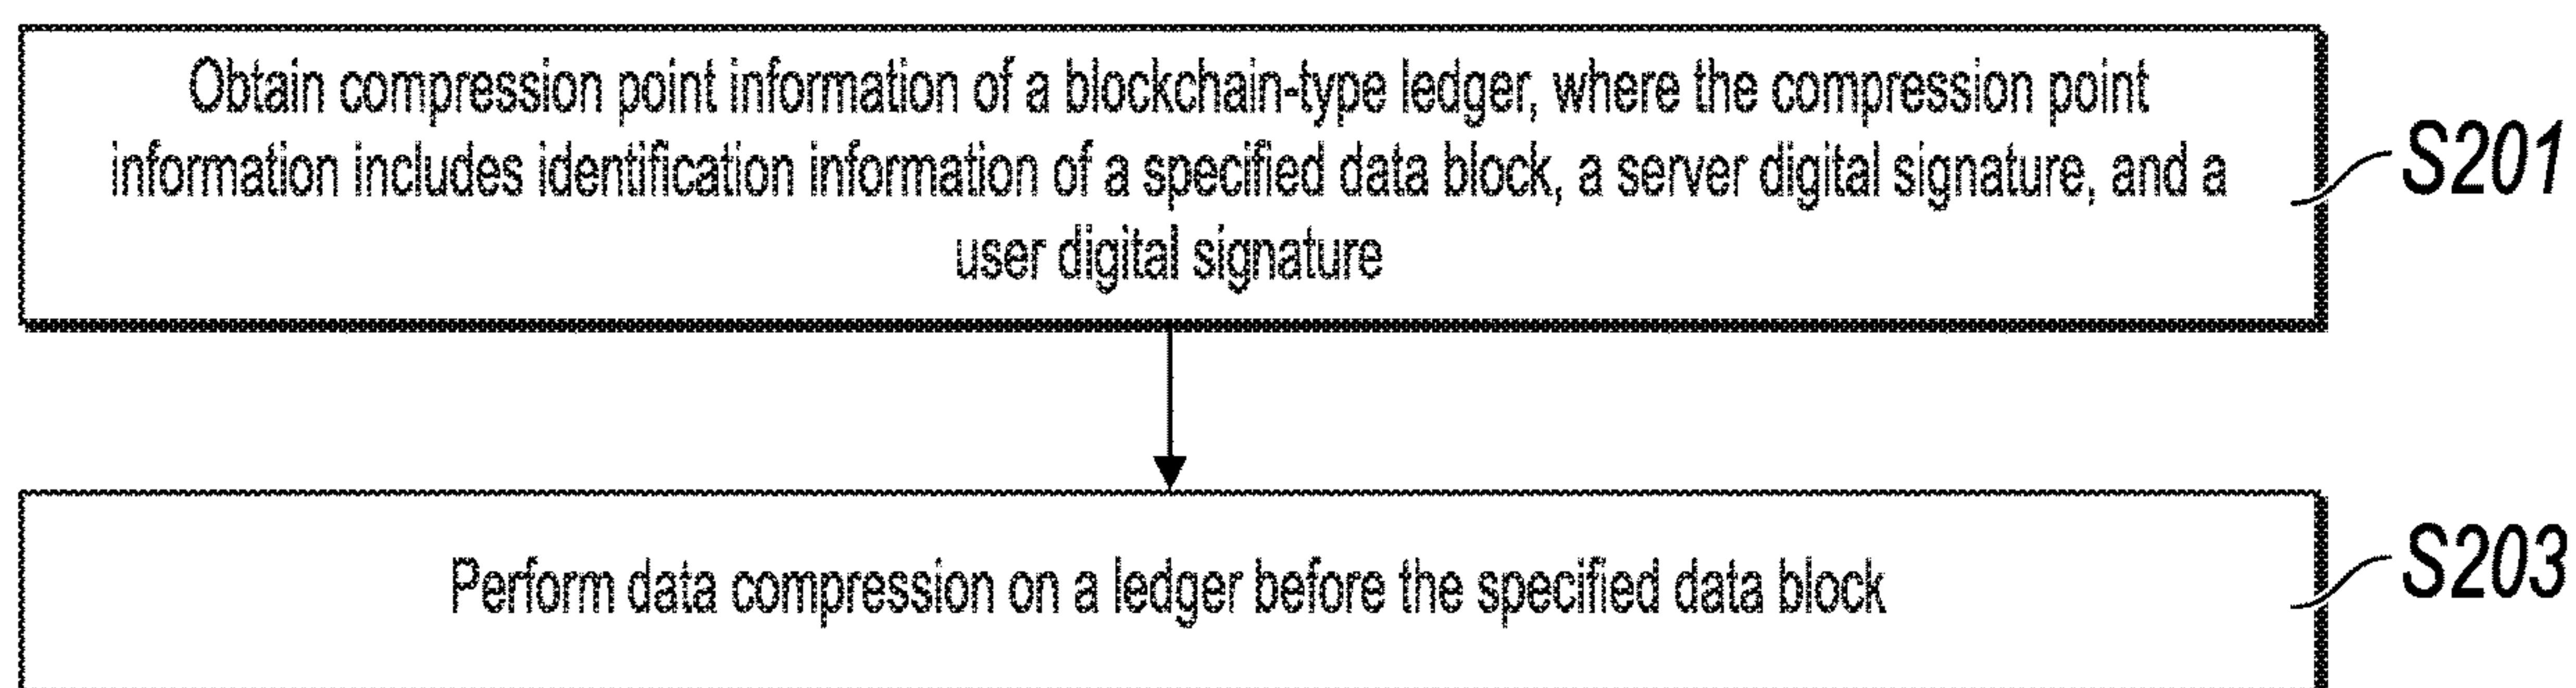 Obtain compression point information of a blockchain-type ledger, where the compression point
information includes identification information of a specified data block, a server digital signature, and a
user digital signature
S201
Perform data compression on a ledger before the specified data block
S203